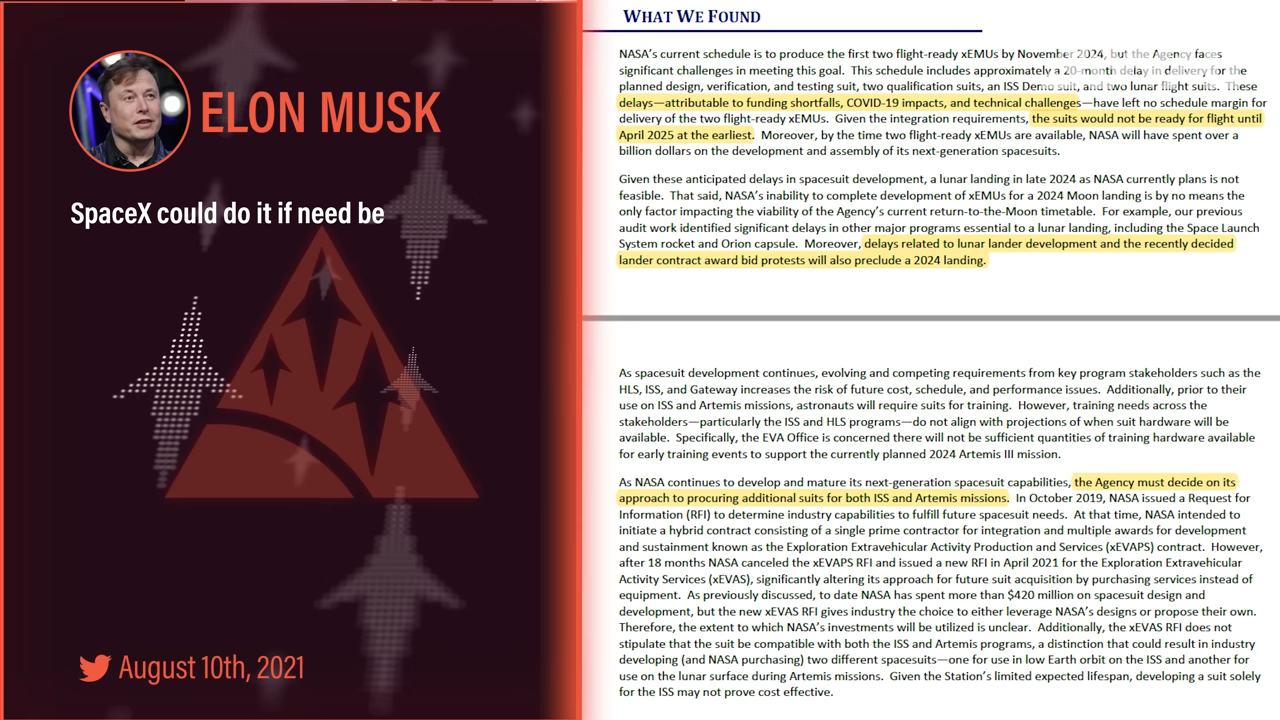 ELON MUSK
SpaceX could do it if need be
August 10th, 2021
WHAT WE FOUND
NASA's current schedule is to produce the first two flight-ready xEMUs by November 2024, but the Agency faces
significant challenges in meeting this goal. This schedule includes approximately a 20-month delay in delivery for the
planned design, verification, and testing suit, two qualification suits, an ISS Demo suit, and two lunar flight suits. These
delays—attributable to funding shortfalls, COVID-19 impacts, and technical challenges—have left no schedule margin for
delivery of the two flight-ready xEMUs. Given the integration requirements, the suits would not be ready for flight until
April 2025 at the earliest. Moreover, by the time two flight-ready xEMUs are available, NASA will have spent over a
billion dollars on the development and assembly of its next-generation spacesuits.
Given these anticipated delays in spacesuit development, a lunar landing in late 2024 as NASA currently plans is not
feasible. That said, NASA's inability to complete development of xEMUs for a 2024 Moon landing is by no means the
only factor impacting the viability of the Agency's current return-to-the-Moon timetable. For example, our previous
audit work identified significant delays in other major programs essential to a lunar landing, including the Space Launch
System rocket and Orion capsule. Moreover, delays related to lunar lander development and the recently decided
lander contract award bid protests will also preclude a 2024 landing.
As spacesuit development continues, evolving and competing requirements from key program stakeholders such as the
HLS, ISS, and Gateway increases the risk of future cost, schedule, and performance issues. Additionally, prior to their
use on ISS and Artemis missions, astronauts will require suits for training. However, training needs across the
stakeholders—particularly the ISS and HLS programs—do not align with projections of when suit hardware will be
available. Specifically, the EVA Office is concerned there will not be sufficient quantities of training hardware available
for early training events to support the currently planned 2024 Artemis III mission.
As NASA continues to develop and mature its next-generation spacesuit capabilities, the Agency must decide on its
approach to procuring additional suits for both ISS and Artemis missions. In October 2019, NASA issued a Request for
Information (RFI) to determine industry capabilities to fulfill future spacesuit needs. At that time, NASA intended to
initiate a hybrid contract consisting of a single prime contractor for integration and multiple awards for development
and sustainment known as the Exploration Extravehicular Activity Production and Services (xEVAPS) contract. However,
after 18 months NASA canceled the xEVAPS RFI and issued a new RFI in April 2021 for the Exploration Extravehicular
Activity Services (xEVAS), significantly altering its approach for future suit acquisition by purchasing services instead of
equipment. As previously discussed, to date NASA has spent more than $420 million on spacesuit design and
development, but the new xEVAS RFI gives industry the choice to either leverage NASA's designs or propose their own.
Therefore, the extent to which NASA's investments will be utilized is unclear. Additionally, the xEVAS RFI does not
stipulate that the suit be compatible with both the ISS and Artemis programs, a distinction that could result in industry
developing (and NASA purchasing) two different spacesuits—one for use in low Earth orbit on the ISS and another for
use on the lunar surface during Artemis missions. Given the Station's limited expected lifespan, developing a suit solely
for the ISS may not prove cost effective.